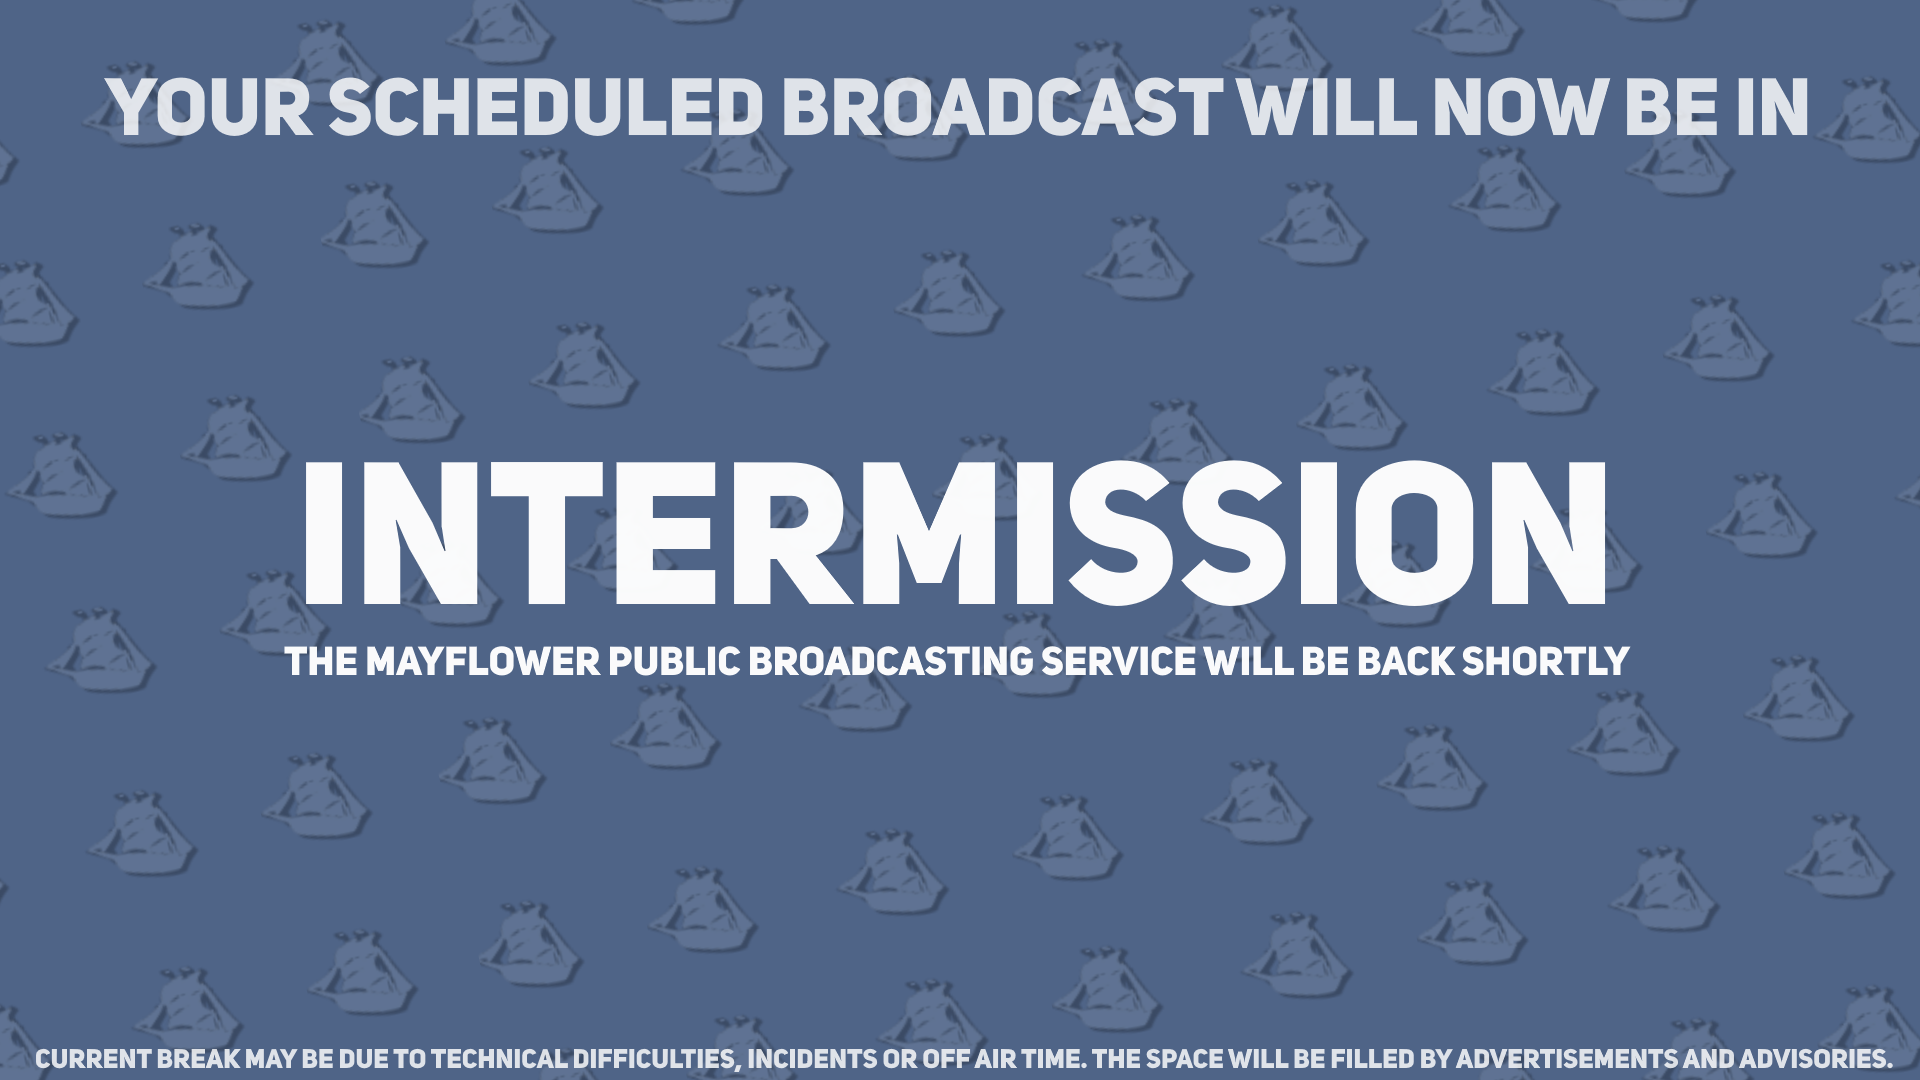 YOUR SCHEDULED BROADCAST WILL NOW BE IN
INTERMISSION
THE MAYFLOWER PUBLIC BROADCASTING SERVICE WILL BE BACK SHORTLY
CURRENT BREAK MAY BE DUE TO TECHNICAL DIFFICULTIES, INCIDENTS OR OFF AIR TIME. THE SPACE WILL BE FILLED BY ADVERTISEMENTS AND ADVISORIES.